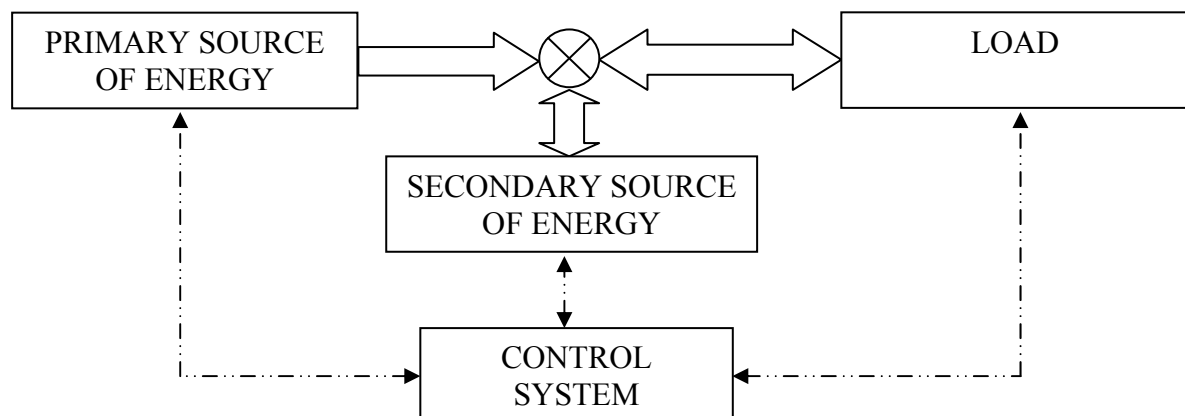 PRIMARY SOURCE
OF ENERGY
LOAD
SECONDARY SOURCE
OF ENERGY
CONTROL
SYSTEM